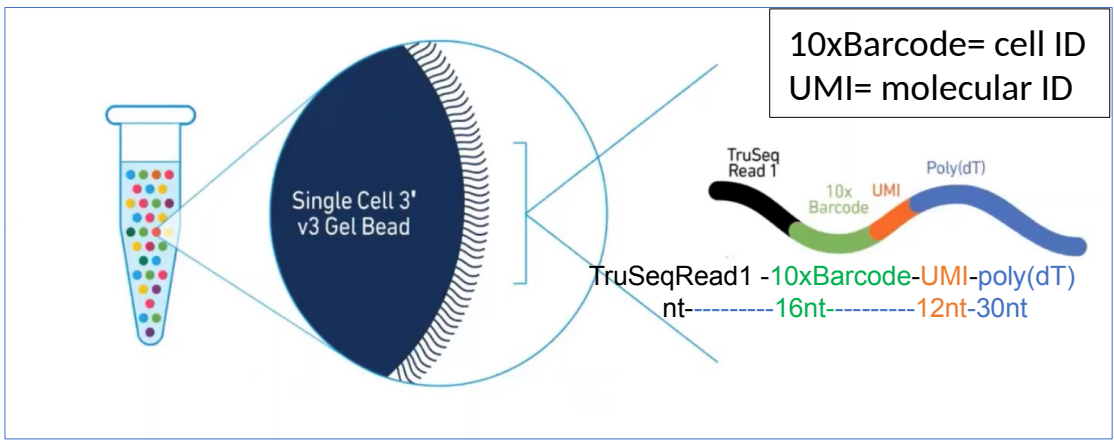 10xBarcode= cell ID
UMI= molecular ID
Single Cell 3'
v3 Gel Bead
TruSeq
Read 1
10x
Barcode
UMI
Poly(dT)
TruSeqRead1 -10xBarcode-UMI-poly(dT)
nt----------16nt----------12nt-30nt